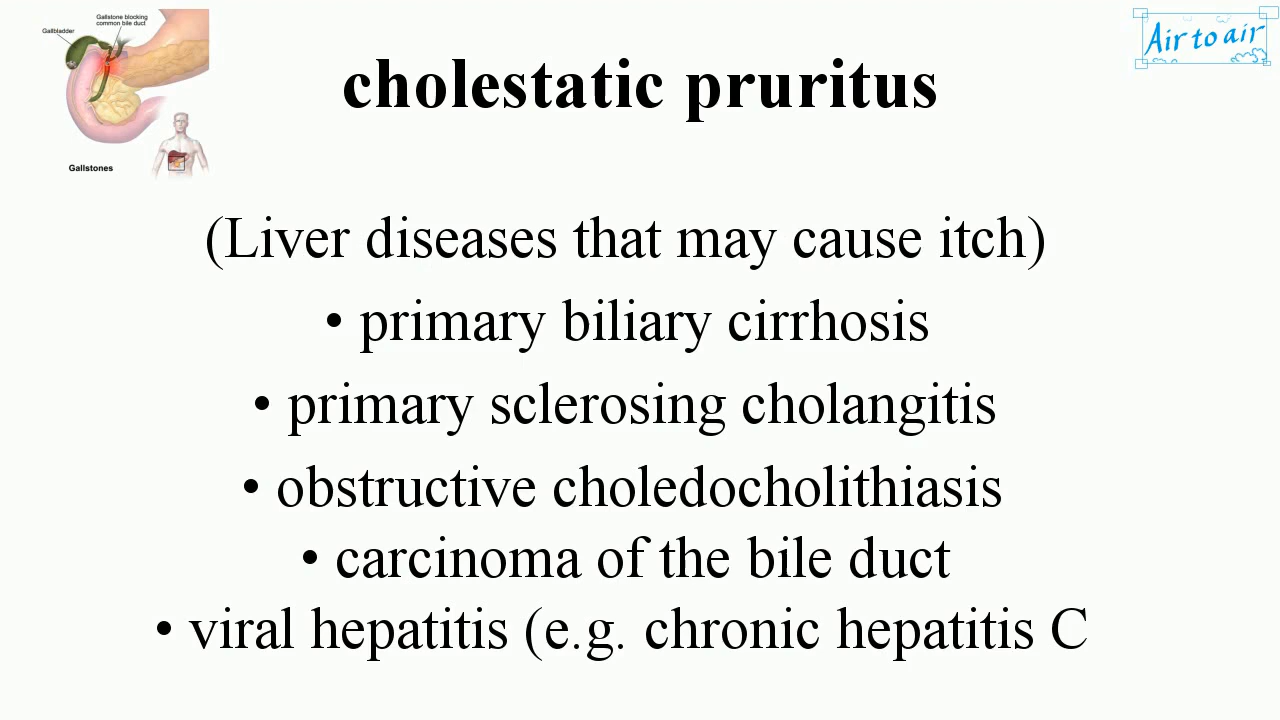 Gallstone blocking
common bile duct
Gallbladder
Gallstones
Air to air
cholestatic pruritus
(Liver diseases that may cause itch)
• primary biliary cirrhosis
• primary sclerosing cholangitis
• obstructive choledocholithiasis
• carcinoma of the bile duct
• viral hepatitis (e.g. chronic hepatitis C